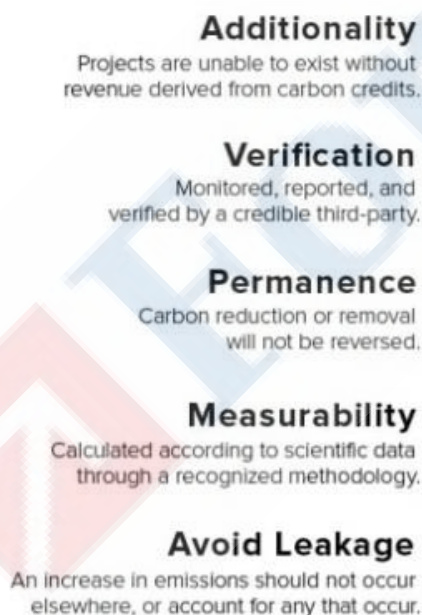 Additionality
Projects are unable to exist without
revenue derived from carbon credits.
Verification
Monitored, reported, and
verified by a credible third-party.
Permanence
Carbon reduction or removal
will not be reversed.
Measurability
Calculated according to scientific data
through a recognized methodology.
Avoid Leakage
An increase in emissions should not occur
elsewhere, or account for any that occur.